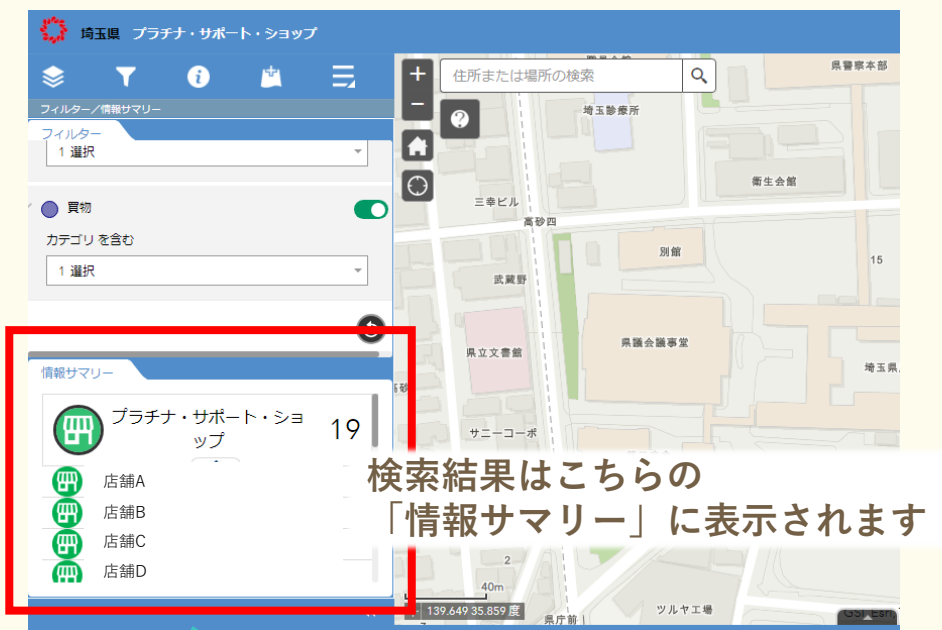 埼玉県 プラチナ・サポート・ショップ
フィルター／情報サマリー
フィルター
1 選択
買物
カテゴリ を含む
1 選択
情報サマリー
プラチナ・サポート・ショ
ップ
19
店舗A
店舗B
店舗C
店舗D
住所または場所の検索
県警察本部
埼玉診療所
衛生会館
三幸ビル
高砂四
別館
15
武蔵野
県議会議事堂
県立文書館
埼玉県
サニーコーポ
検索結果はこちらの
「情報サマリー」に表示されます
2
40m
139.649 35.859 度
県庁前
ツルヤ工場